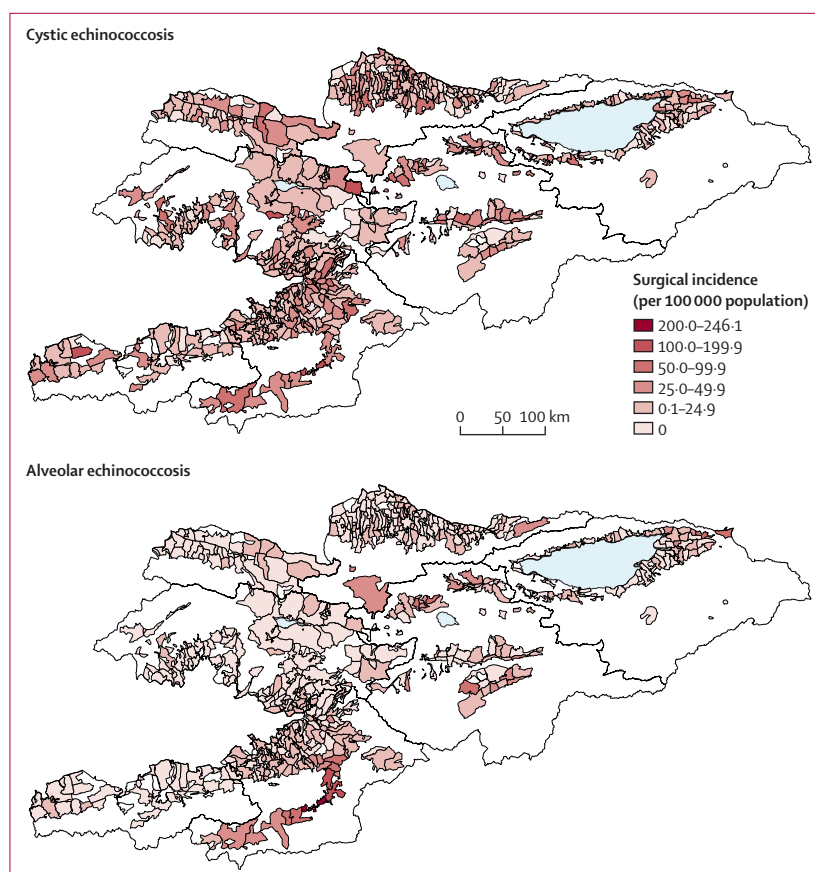 Cystic echinococcosis
Surgical incidence
(per 100 000 population)
200·0–246·1
100·0–199·9
50·0–99·9
25·0–49·9
0·1–24·9
0
0 50 100 km
Alveolar echinococcosis